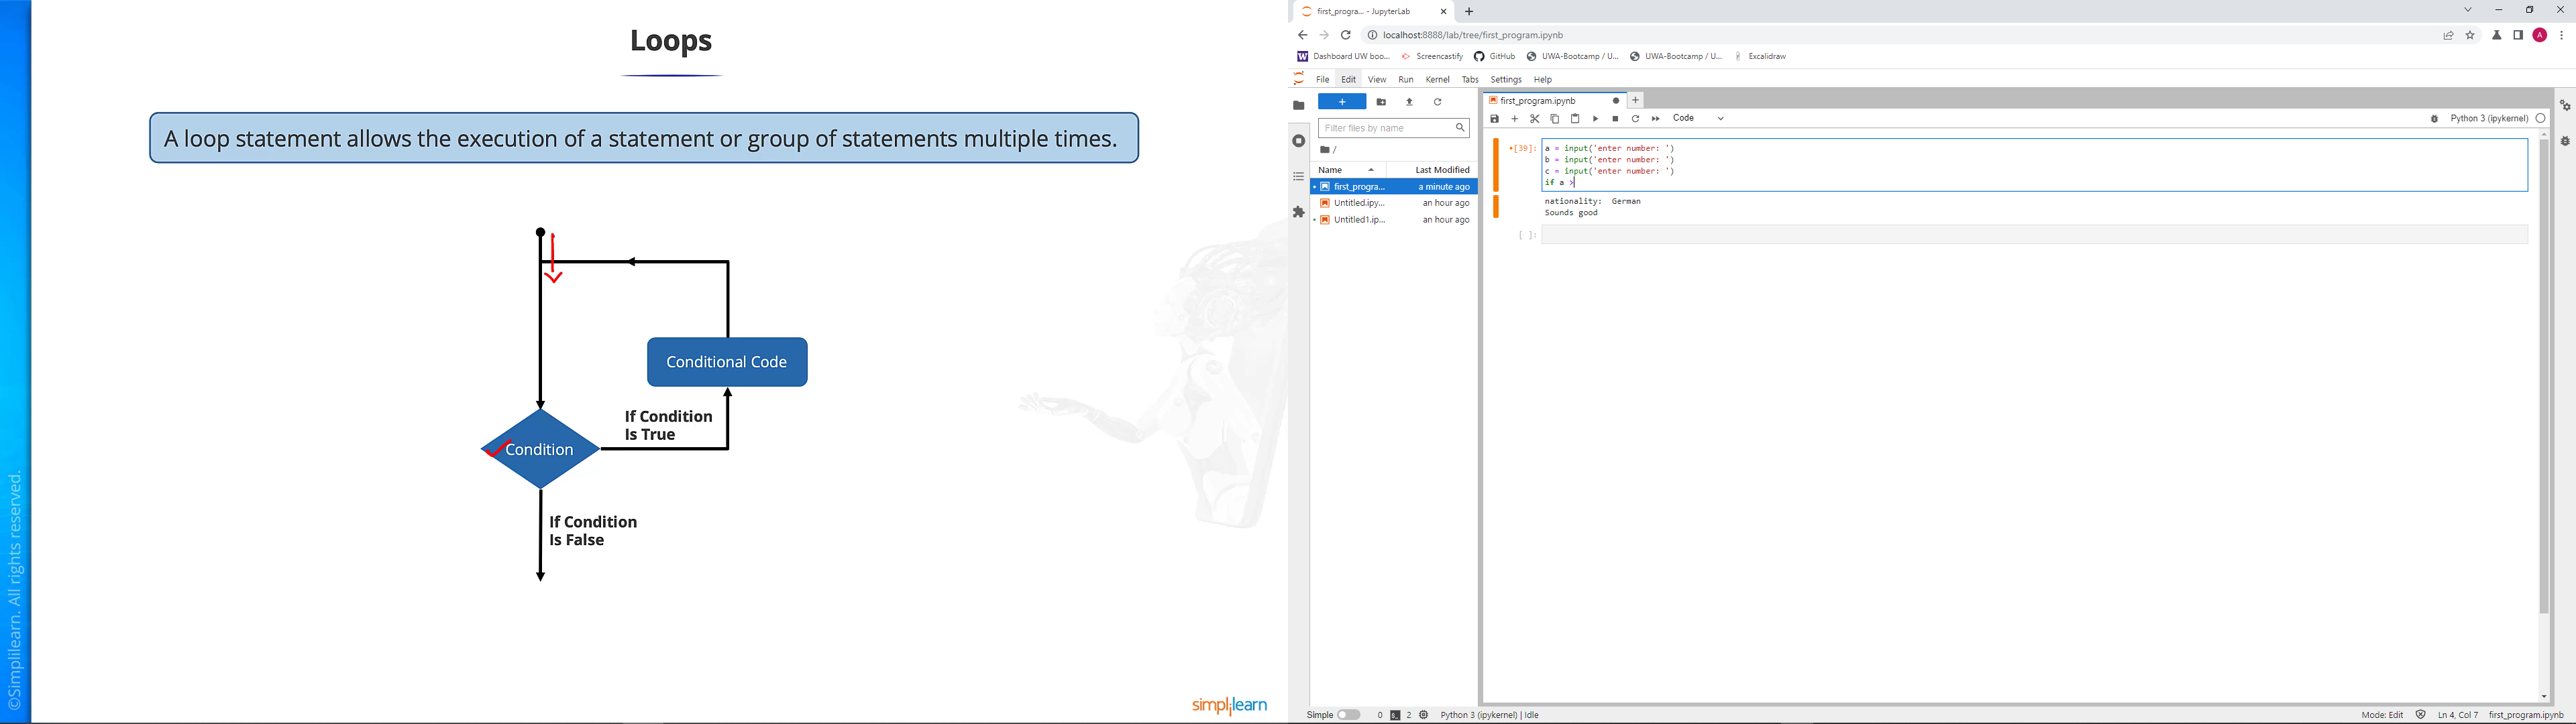 Loops
A loop statement allows the execution of a statement or group of statements multiple times.
Conditional Code
If Condition
Is True
Condition
If Condition
Is False
©Simplilearn. All rights reserved.
simplilearn
first_progra... - JupyterLab
localhost:8888/lab/tree/first_program.ipynb
A
Dashboard UW boo... Screencastify GitHub UWA-Bootcamp / U... UWA-Bootcamp / U... Excalidraw
File Edit View Run Kernel Tabs Settings Help
first_program.ipynb
Code
Python 3 (ipykernel)
Filter files by name
/
Name Last Modified
first_progra... a minute ago
Untitled.ipy... an hour ago
Untitled1.ip... an hour ago
[39]:
a = input('enter number: ')
b = input('enter number: ')
c = input('enter number: ')
if a >
nationality: German
Sounds good
[ ]:
Simple 0 2 Python 3 (ipykernel) | Idle
Mode: Edit Ln 4, Col 7 first_program.ipynb